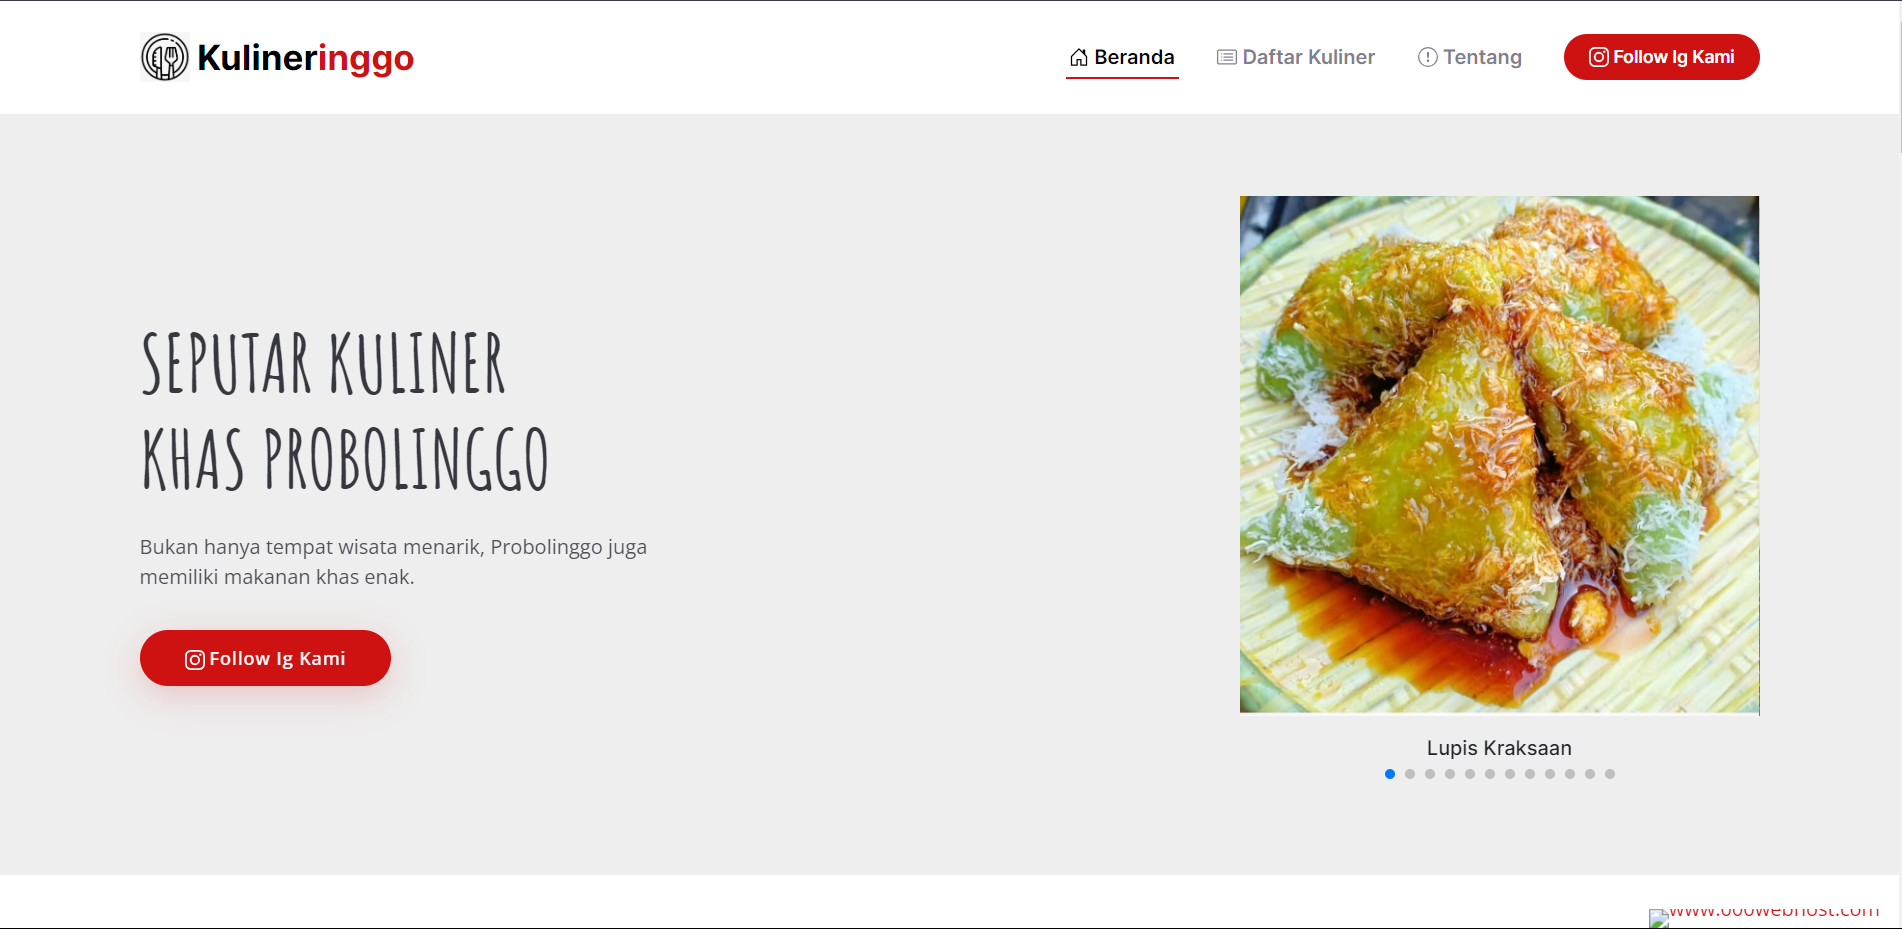 Kulineringgo
Beranda
Daftar Kuliner
Tentang
Follow Ig Kami
SEPUTAR KULINER
KHAS PROBOLINGGO
Bukan hanya tempat wisata menarik, Probolinggo juga
memiliki makanan khas enak.
Follow Ig Kami
Lupis Kraksaan
www.000webhost.com